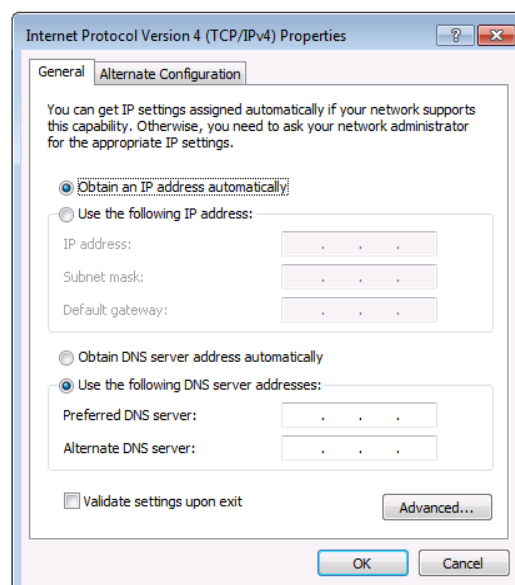 Internet Protocol Version 4 (TCP/IPv4) Properties
General
Alternate Configuration
You can get IP settings assigned automatically if your network supports
this capability. Otherwise, you need to ask your network administrator
for the appropriate IP settings.
Obtain an IP address automatically
Use the following IP address:
IP address:
Subnet mask:
Default gateway:
Obtain DNS server address automatically
Use the following DNS server addresses:
Preferred DNS server:
Alternate DNS server:
Validate settings upon exit
Advanced...
OK
Cancel